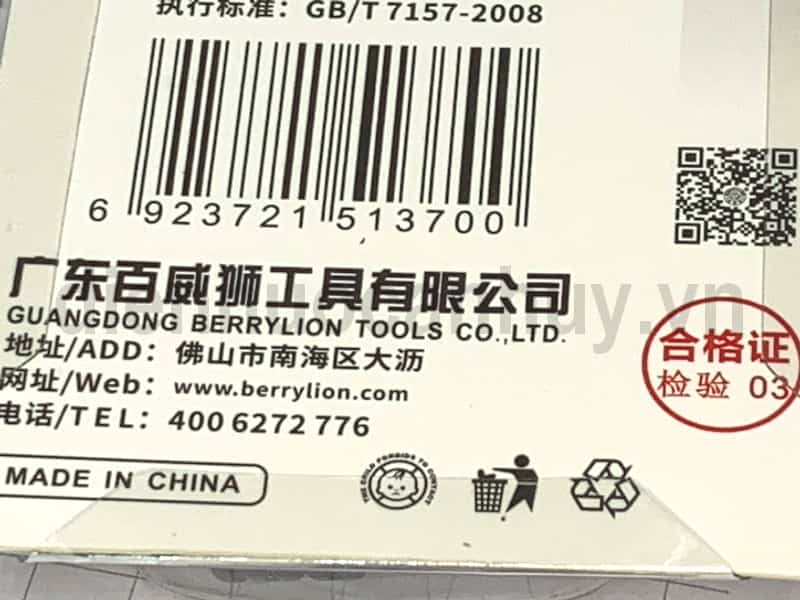 执行标准：GB/T 7157-2008
6 923721 513700
广东百威狮工具有限公司
GUANGDONG BERRYLION TOOLS CO.,LTD.
地址/ADD：佛山市南海区大沥
网址/Web：www.berrylion.com
电话/TEL：400 6272 776
合格证
检验 03
MADE IN CHINA